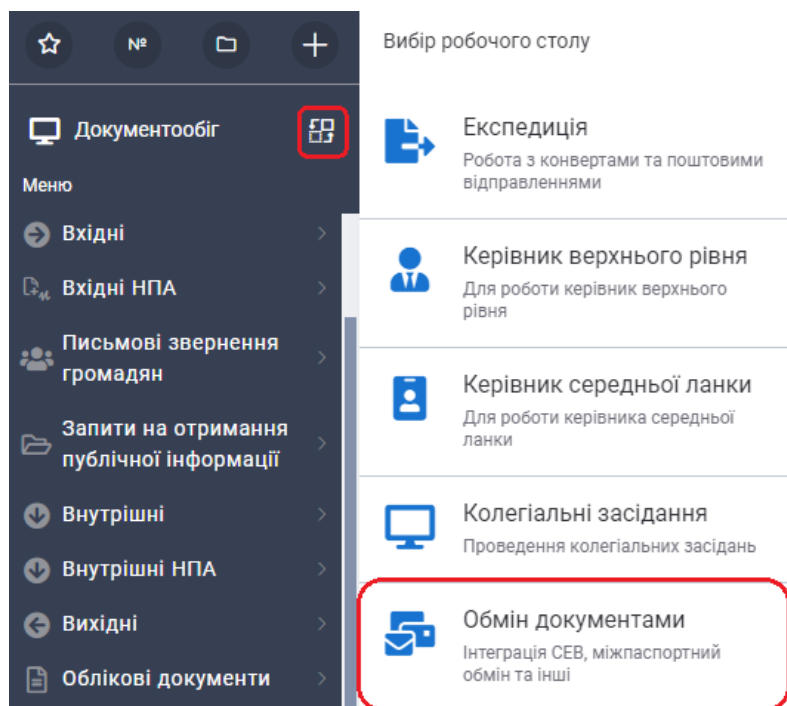 №
Документообіг
Меню
Вхідні
Вхідні НПА
Письмові звернення
громадян
Запити на отримання
публічної інформації
Внутрішні
Внутрішні НПА
Вихідні
Облікові документи
Вибір робочого столу
Експедиція
Робота з конвертами та поштовими
відправленнями
Керівник верхнього рівня
Для роботи керівник верхнього
рівня
Керівник середньої ланки
Для роботи керівника середньої
ланки
Колегіальні засідання
Проведення колегіальних засідань
Обмін документами
Інтеграція СЕВ, міжпаспортний
обмін та інші